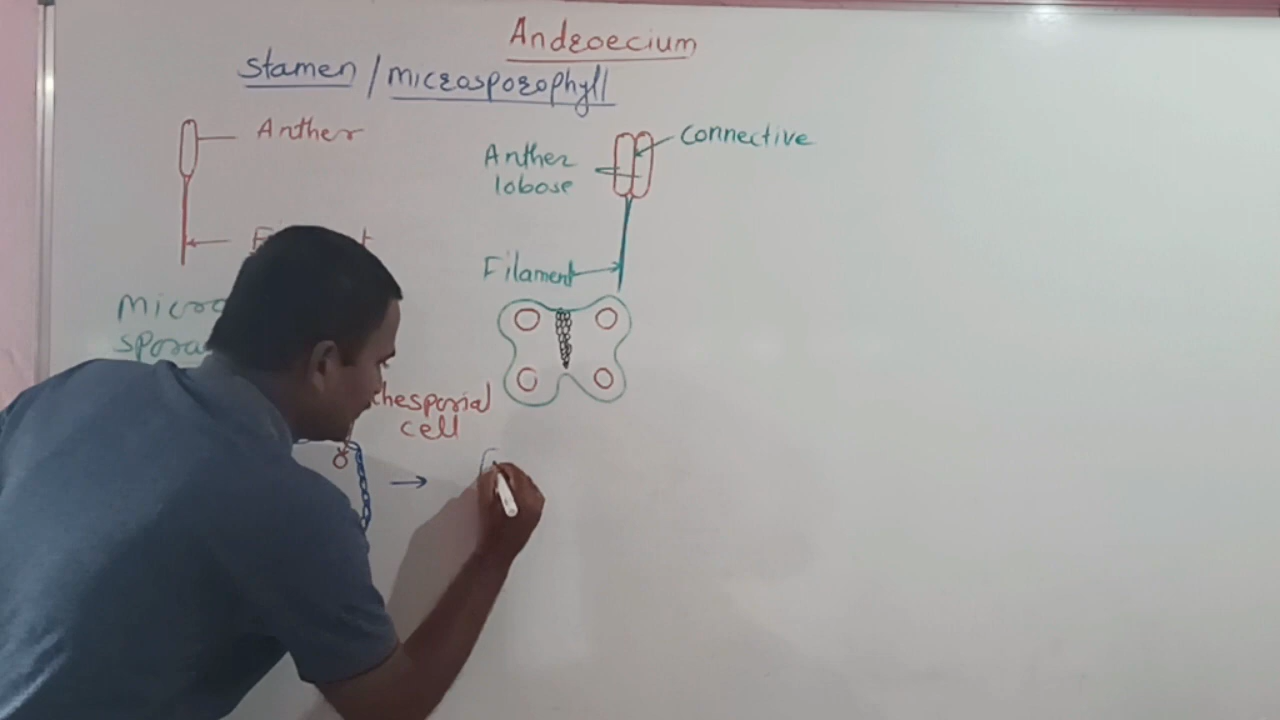 Androecium
Stamen / microsporophyll
Anther
Connective
Anther
lobose
Filament
cell